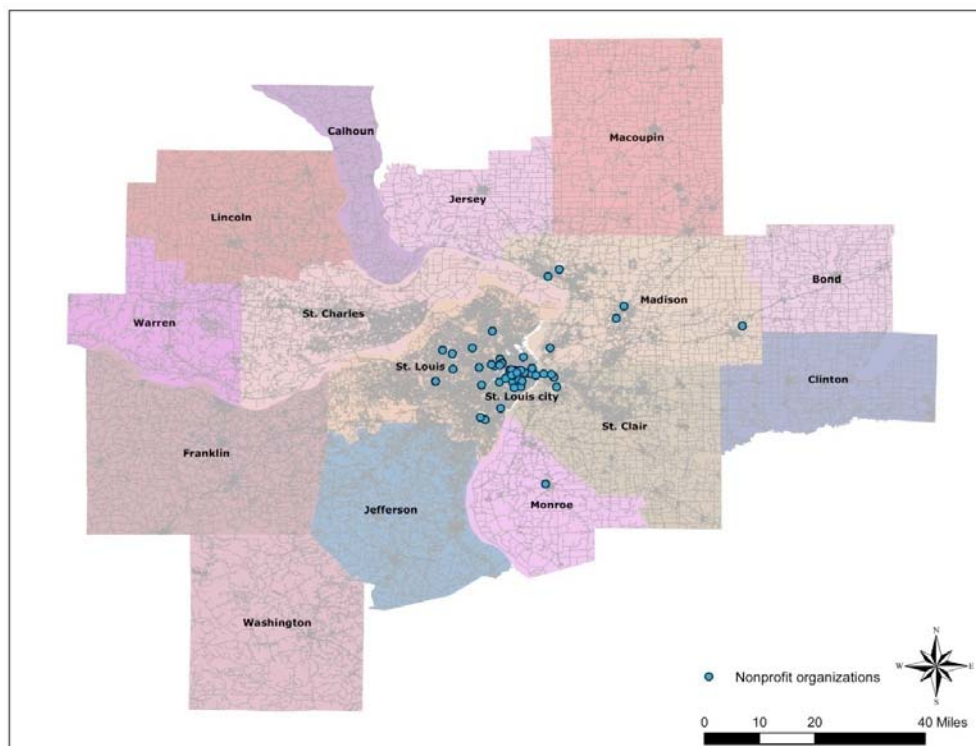 Calhoun
Macoupin
Jersey
Lincoln
Bond
Madison
St. Charles
Warren
St. Louis
Clinton
St. Louis city
St. Clair
Franklin
Monroe
Jefferson
Washington
N
W E
S
Nonprofit organizations
0 10 20 40 Miles